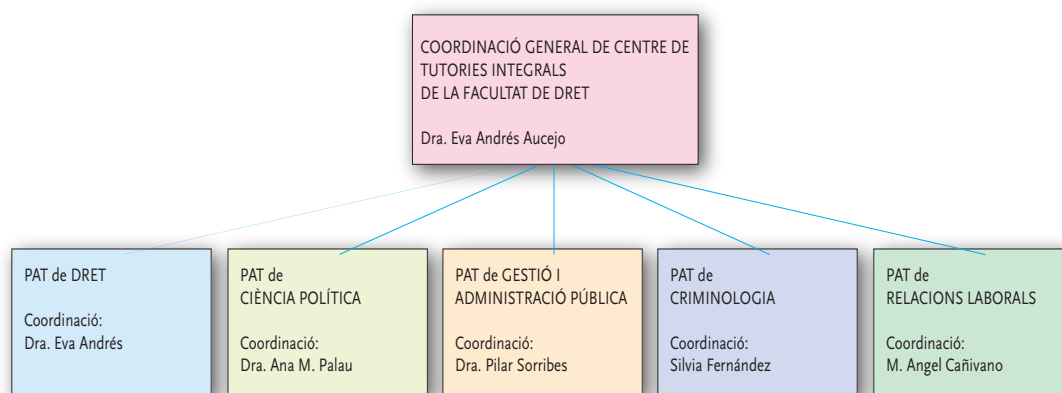 COORDINACIÓ GENERAL DE CENTRE DE
TUTORIES INTEGRALS
DE LA FACULTAT DE DRET
Dra. Eva Andrés Aucejo
PAT de DRET
Coordinació:
Dra. Eva Andrés
PAT de
CIÈNCIA POLÍTICA
Coordinació:
Dra. Ana M. Palau
PAT de GESTIÓ I
ADMINISTRACIÓ PÚBLICA
Coordinació:
Dra. Pilar Sorribes
PAT de
CRIMINOLOGIA
Coordinació:
Silvia Fernández
PAT de
RELACIONS LABORALS
Coordinació:
M. Angel Cañivano